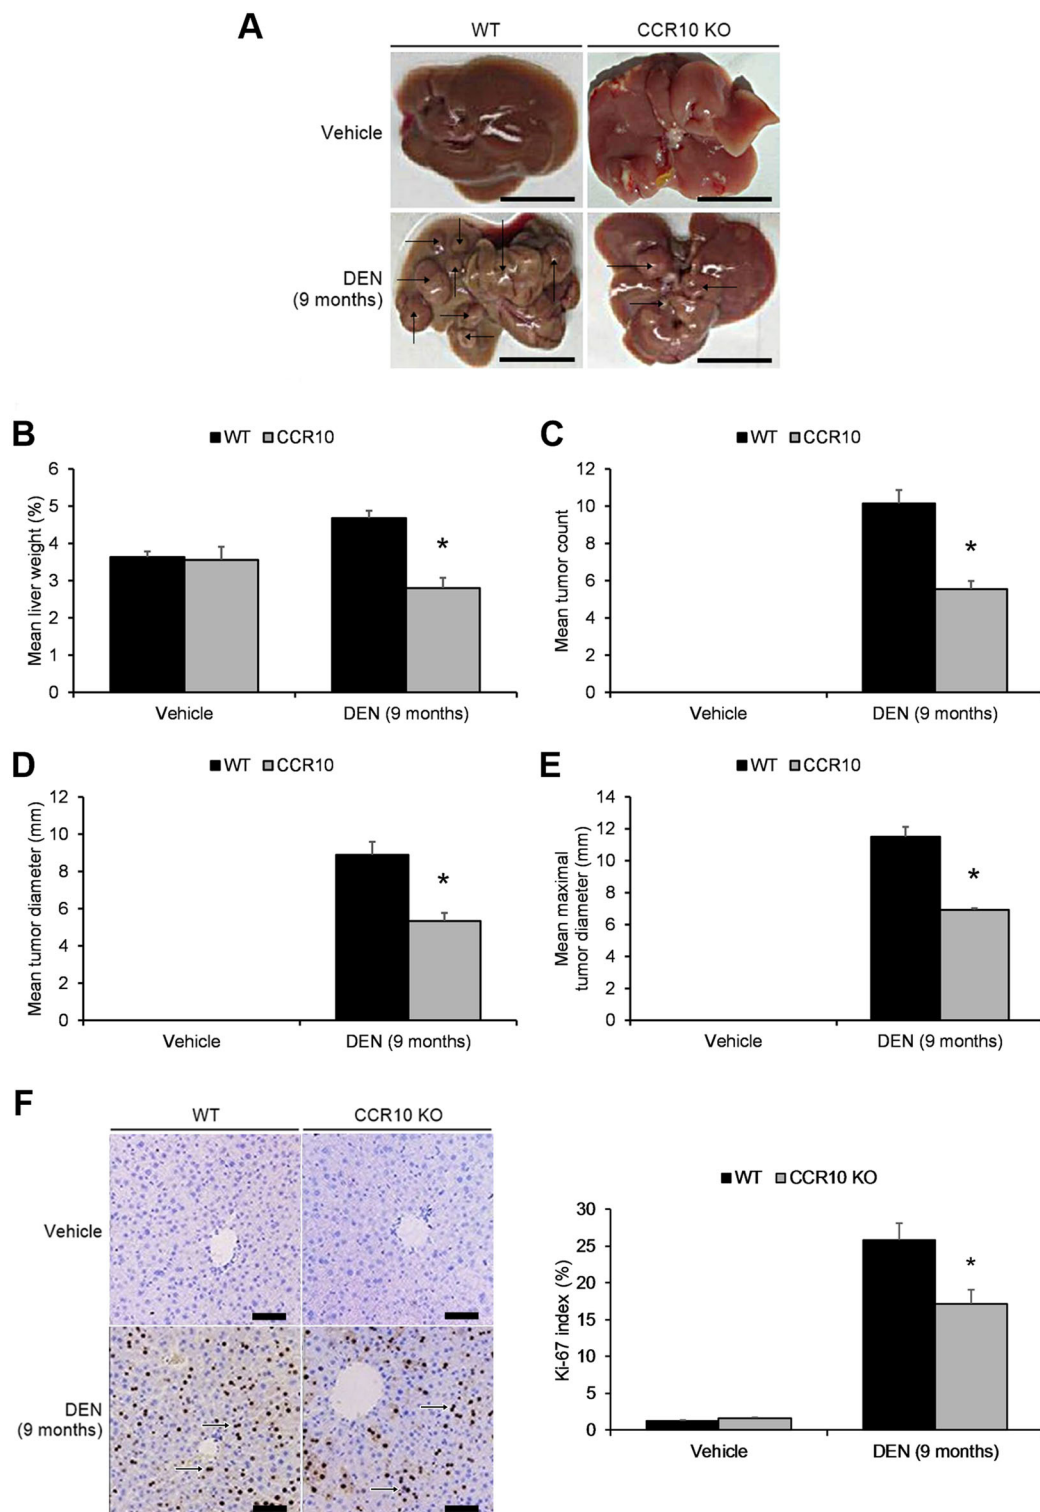 A
WT CCR10 KO
Vehicle
DEN
(9 months)
B
WT CCR10
Mean liver weight (%)
6
5
4
3
2
1
0
*
Vehicle DEN (9 months)
C
WT CCR10
Mean tumor count
12
10
8
6
4
2
0
*
Vehicle DEN (9 months)
D
WT CCR10
Mean tumor diameter (mm)
12
10
8
6
4
2
0
*
Vehicle DEN (9 months)
E
WT CCR10
Mean maximal
tumor diameter (mm)
14
12
10
8
6
4
2
0
*
Vehicle DEN (9 months)
F
WT CCR10 KO
Vehicle
DEN
(9 months)
WT CCR10 KO
Ki-67 index (%)
30
25
20
15
10
5
0
*
Vehicle DEN (9 months)